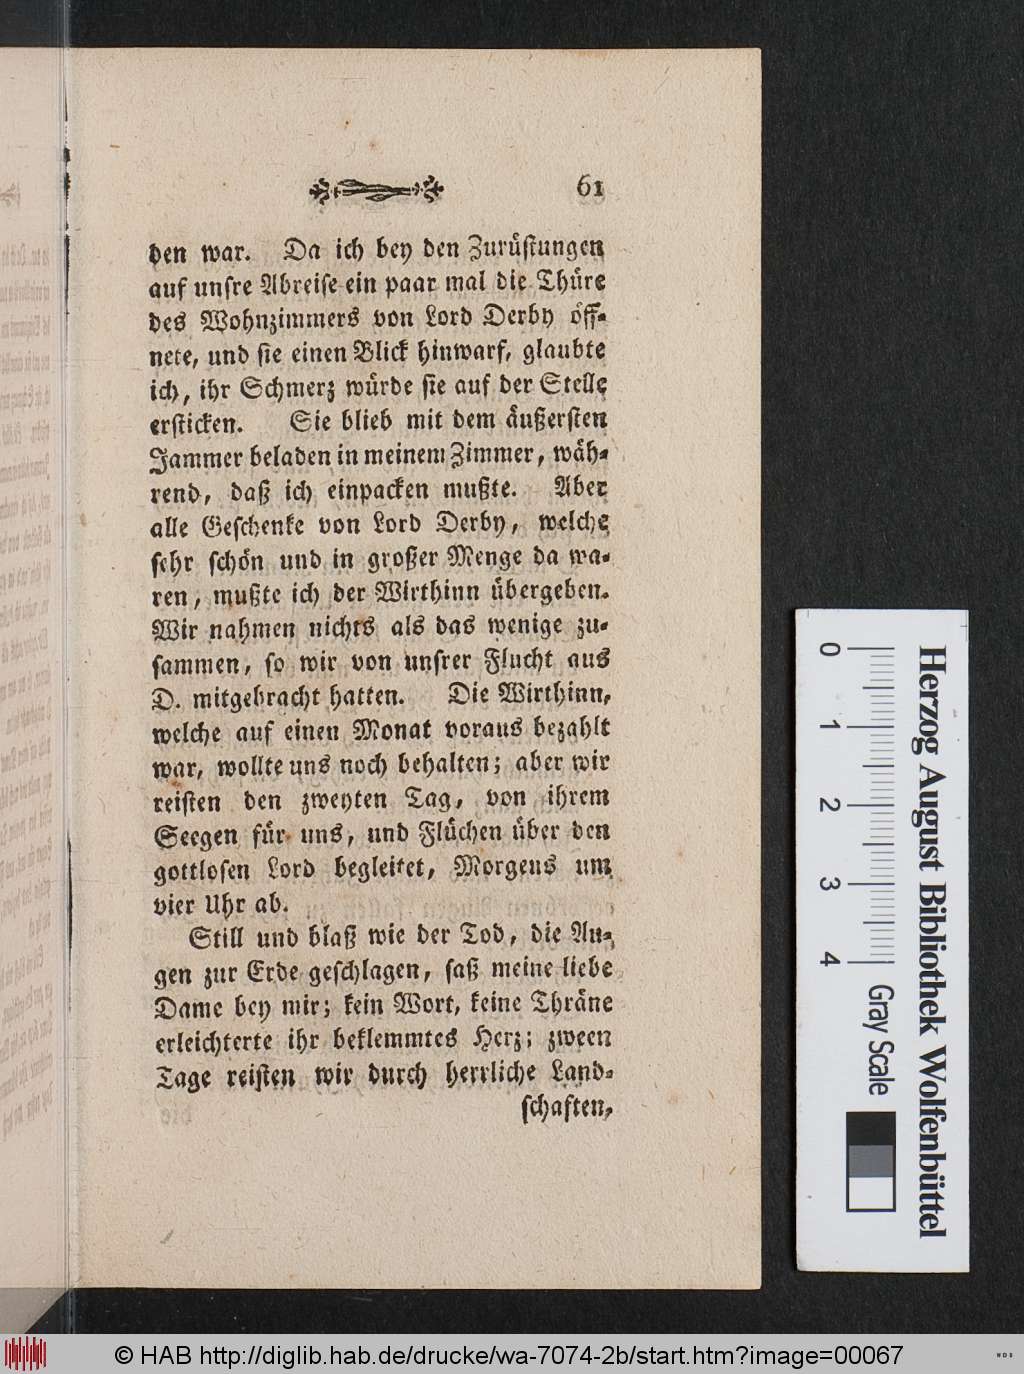 61
den war. Da ich bey den Zurüſtungen
auf unſre Abreiſe ein paar mal die Thüre
des Wohnzimmers von Lord Derby öff-
nete, und ſie einen Blick hinwarf, glaubte
ich, ihr Schmerz würde ſie auf der Stelle
erſticken. Sie blieb mit dem äußerſten
Jammer beladen in meinem Zimmer, wäh-
rend, daß ich einpacken mußte. Aber
alle Geſchenke von Lord Derby, welche
ſehr ſchön und in großer Menge da wa-
ren, mußte ich der Wirthinn übergeben.
Wir nahmen nichts als das wenige zu-
ſammen, ſo wir von unſrer Flucht aus
D. mitgebracht hatten. Die Wirthinn,
welche auf einen Monat voraus bezahlt
war, wollte uns noch behalten; aber wir
reiſten den zweyten Tag, von ihrem
Seegen für uns, und Flüchen über den
gottloſen Lord begleitet, Morgens um
vier Uhr ab.
Still und blaß wie der Tod, die Au-
gen zur Erde geſchlagen, ſaß meine liebe
Dame bey mir; kein Wort, keine Thräne
erleichterte ihr beklemmtes Herz; zween
Tage reiſten wir durch herrliche Land-
ſchaften,
0 1 2 3 4
Gray Scale
Herzog August Bibliothek Wolfenbüttel
© HAB http://diglib.hab.de/drucke/wa-7074-2b/start.htm?image=00067
WDB